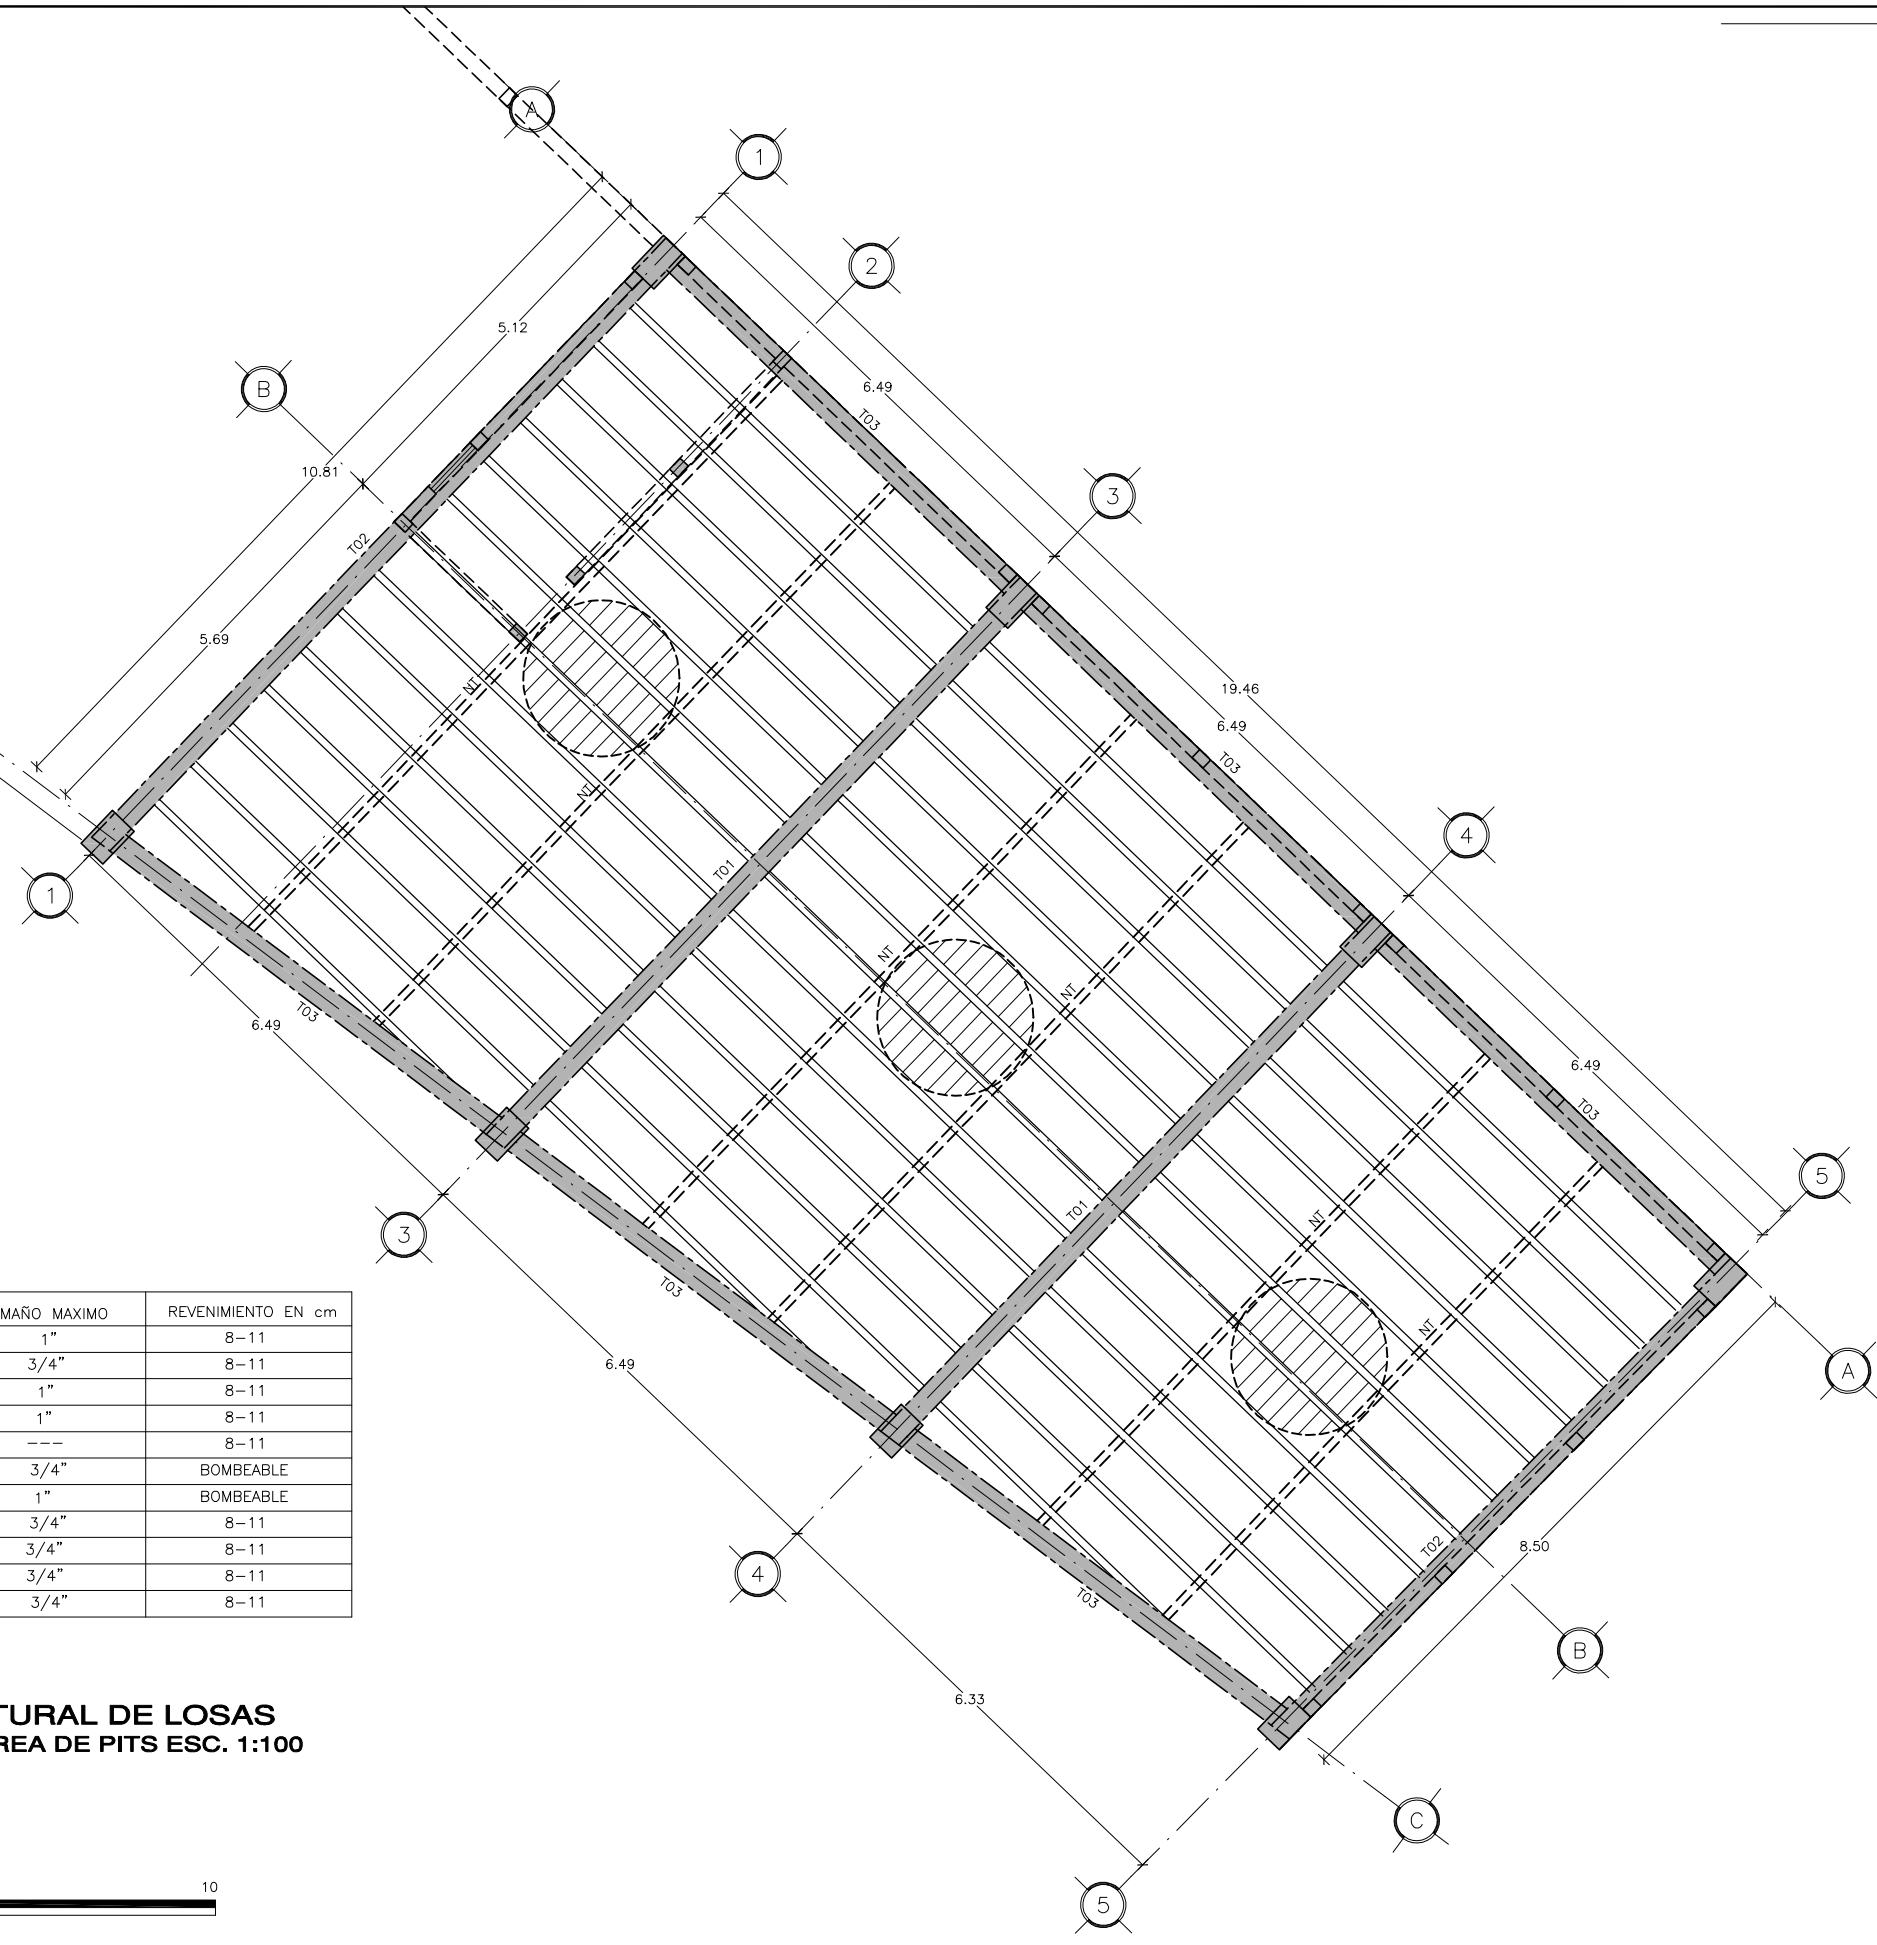 A
1
2
5.12
B
6.49
T03
10.81
3
T02
5.69
19.46
NT
6.49
T03
NT
4
T01
1
NT
NT
6.49
T03
6.49
T03
5
T01
NT
3
T03
6.49
NT
A
MAÑO MAXIMO REVENIMIENTO EN cm
1" 8-11
3/4" 8-11
1" 8-11
1" 8-11
--- 8-11
3/4" BOMBEABLE
1" BOMBEABLE
3/4" 8-11
3/4" 8-11
3/4" 8-11
3/4" 8-11
T02
8.50
4
T03
B
6.33
TURAL DE LOSAS
REA DE PITS ESC. 1:100
C
10
5